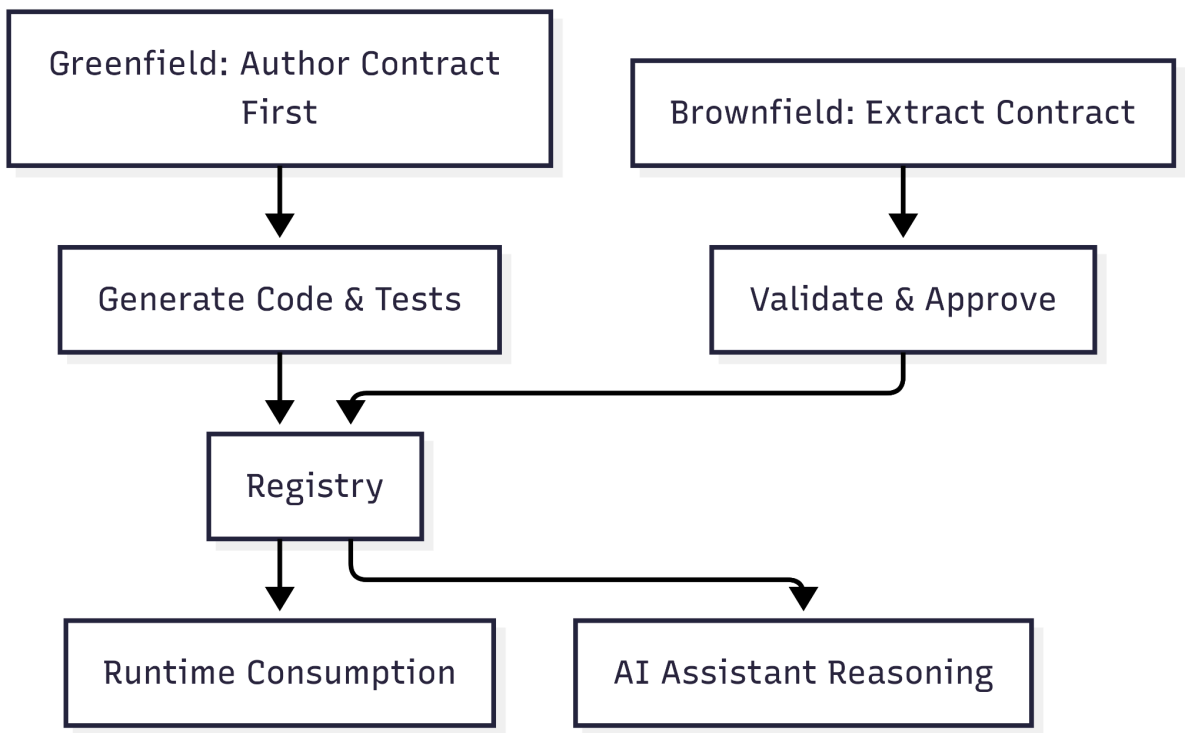 Greenfield: Author Contract
First
Brownfield: Extract Contract
Generate Code & Tests
Validate & Approve
Registry
Runtime Consumption
AI Assistant Reasoning